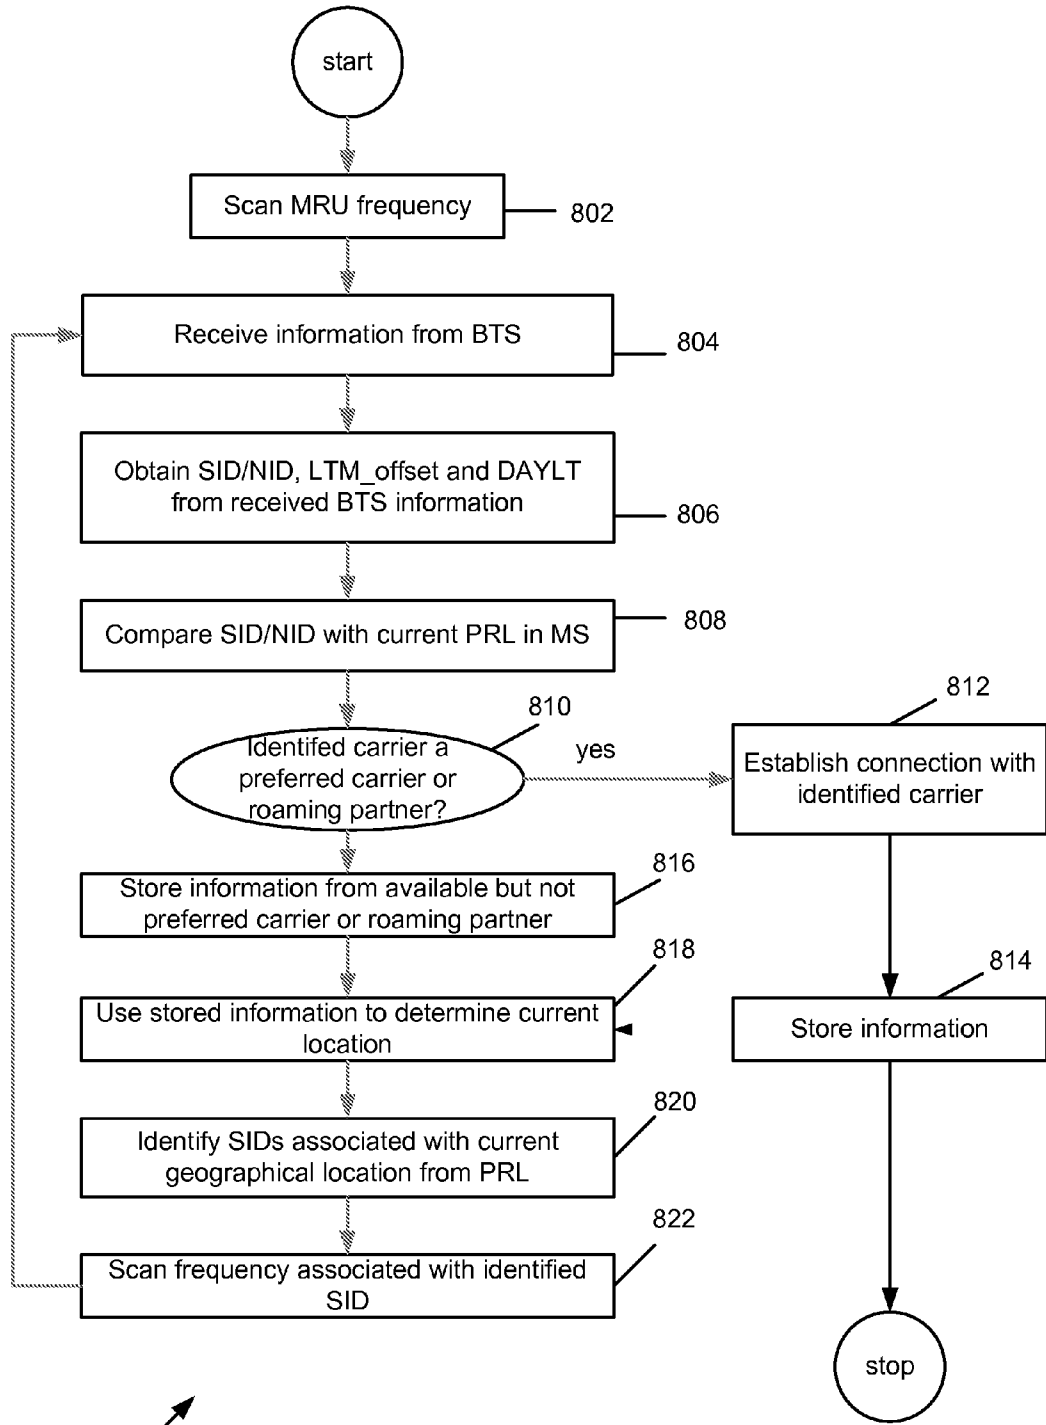 start
Scan MRU frequency
802
Receive information from BTS
804
Obtain SID/NID, LTM_offset and DAYLT
from received BTS information
806
Compare SID/NID with current PRL in MS
808
810
Identifed carrier a
preferred carrier or
roaming partner?
yes
812
Establish connection with
identified carrier
816
Store information from available but not
preferred carrier or roaming partner
814
Store information
818
Use stored information to determine current
location
820
Identify SIDs associated with current
geographical location from PRL
822
Scan frequency associated with identified
SID
stop